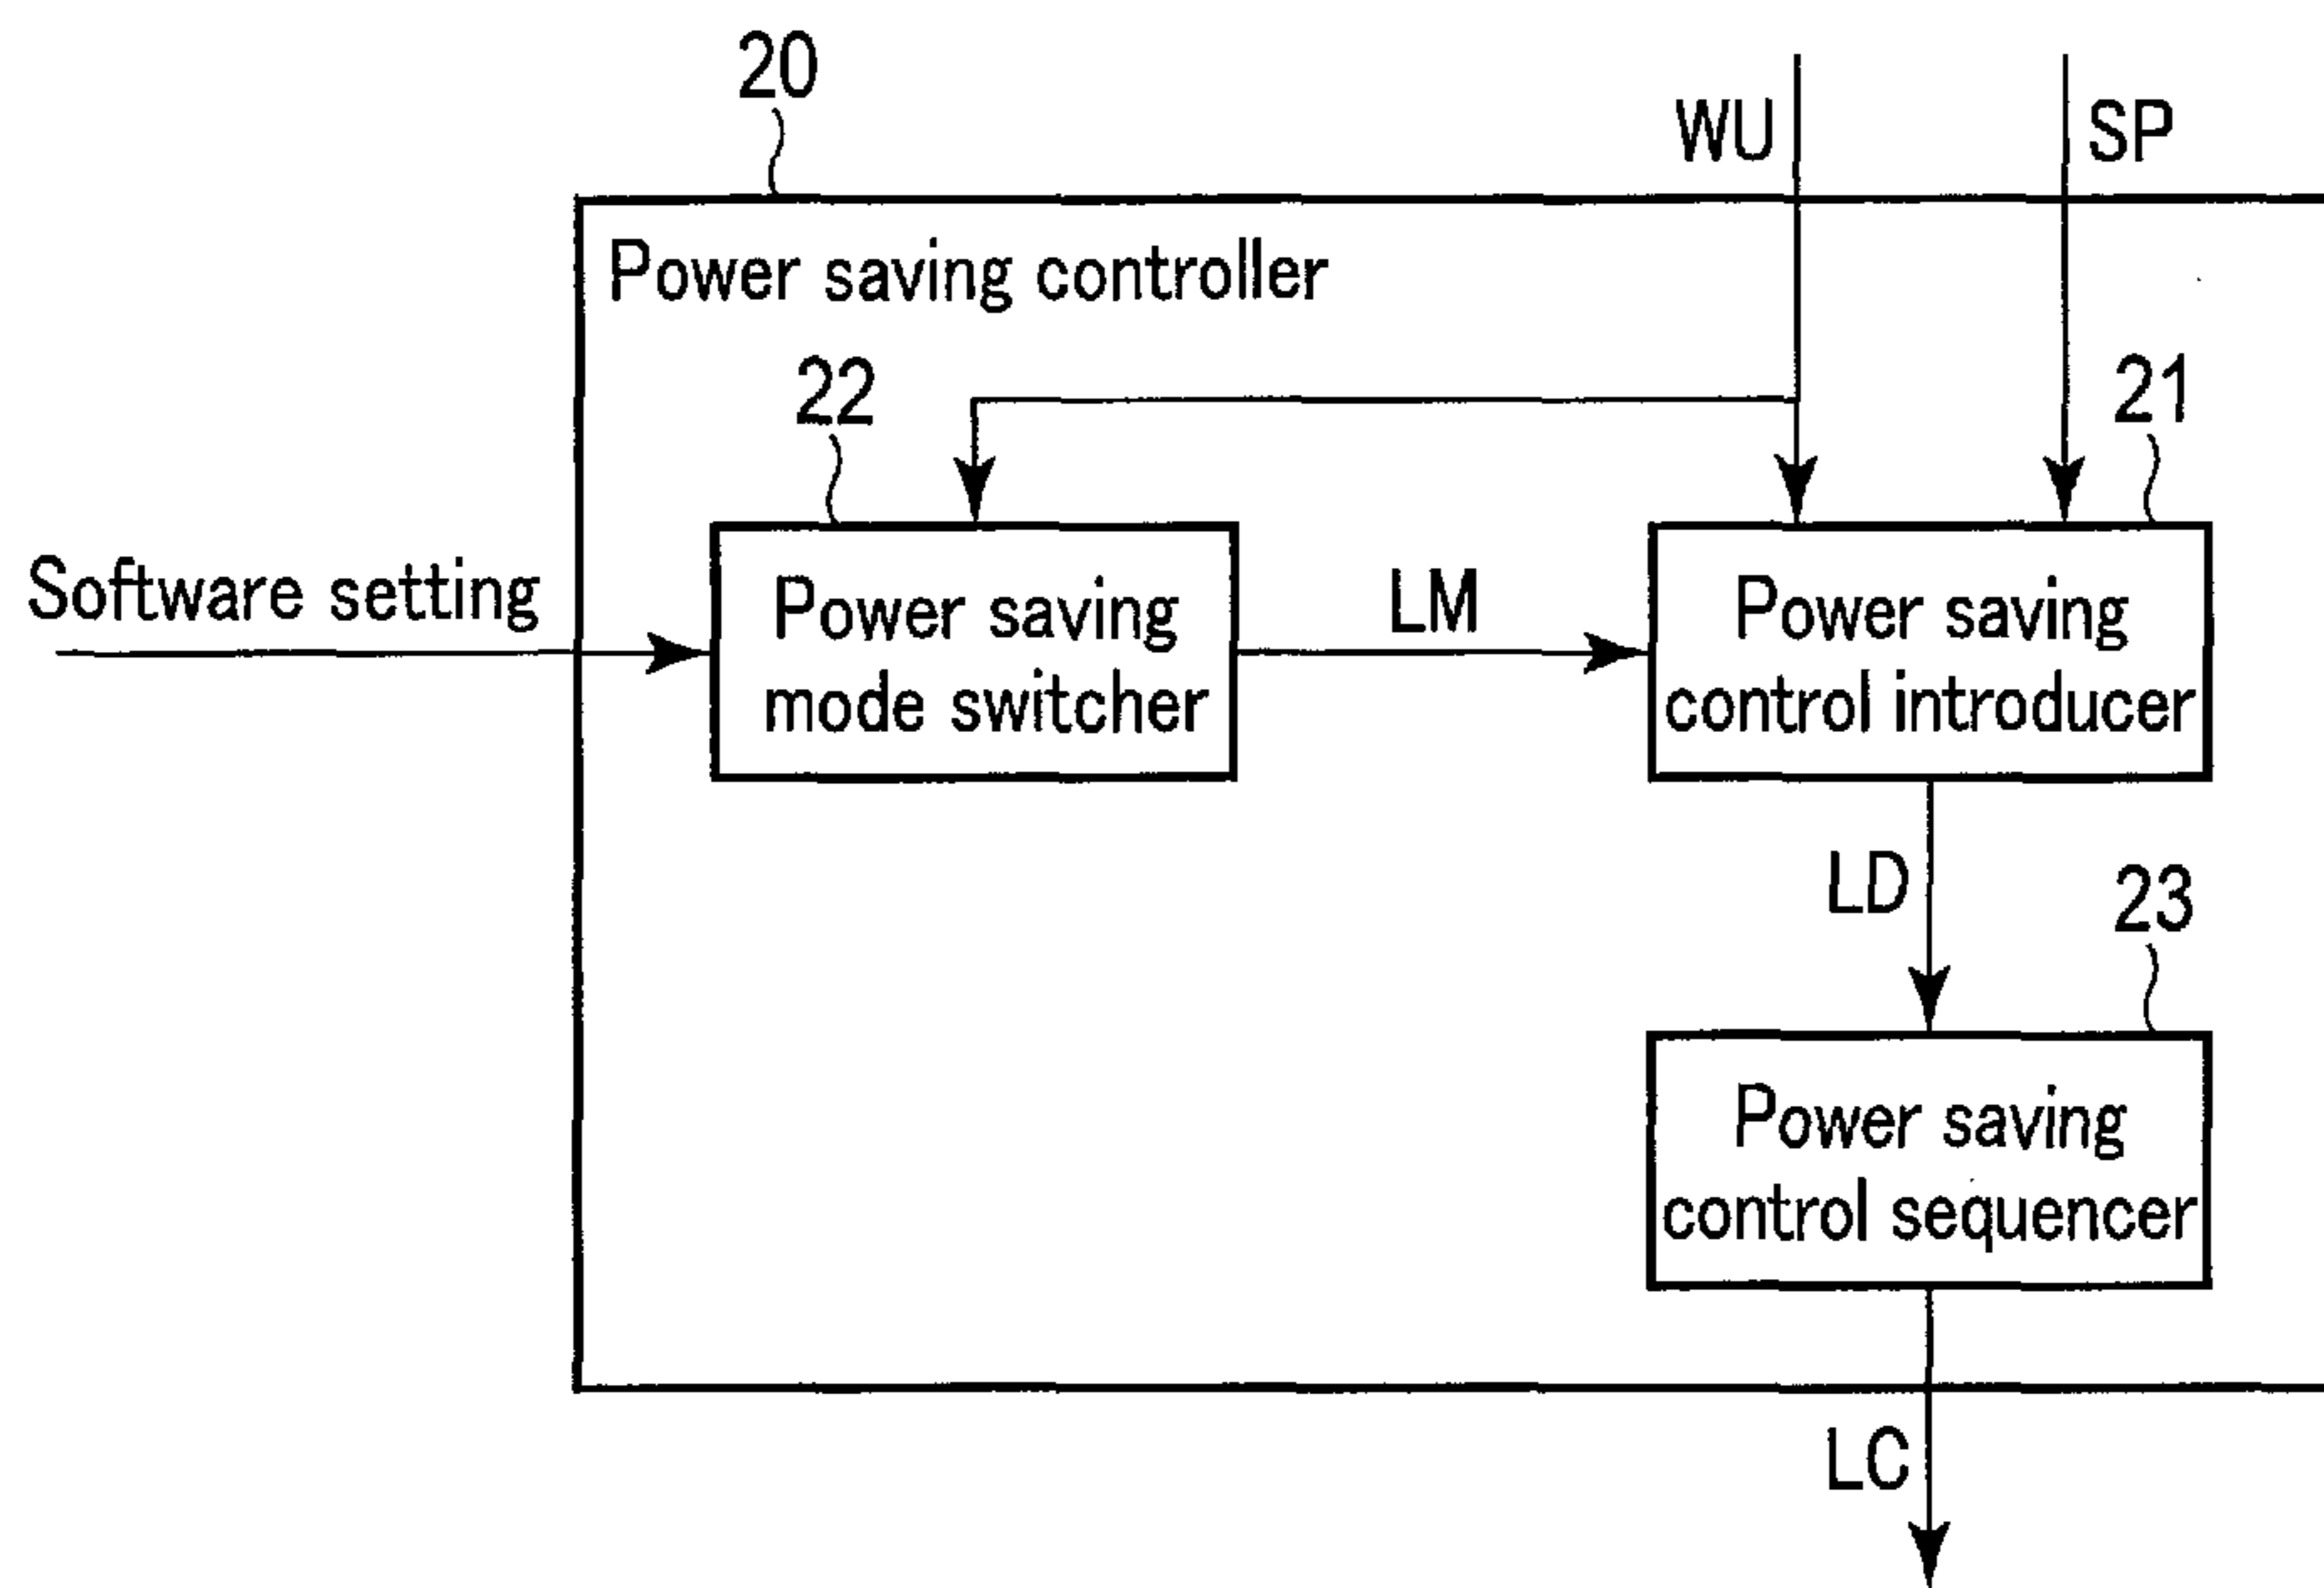 20
WU
SP
Power saving controller
22
21
Software setting
Power saving
mode switcher
LM
Power saving
control introducer
LD
23
Power saving
control sequencer
LC